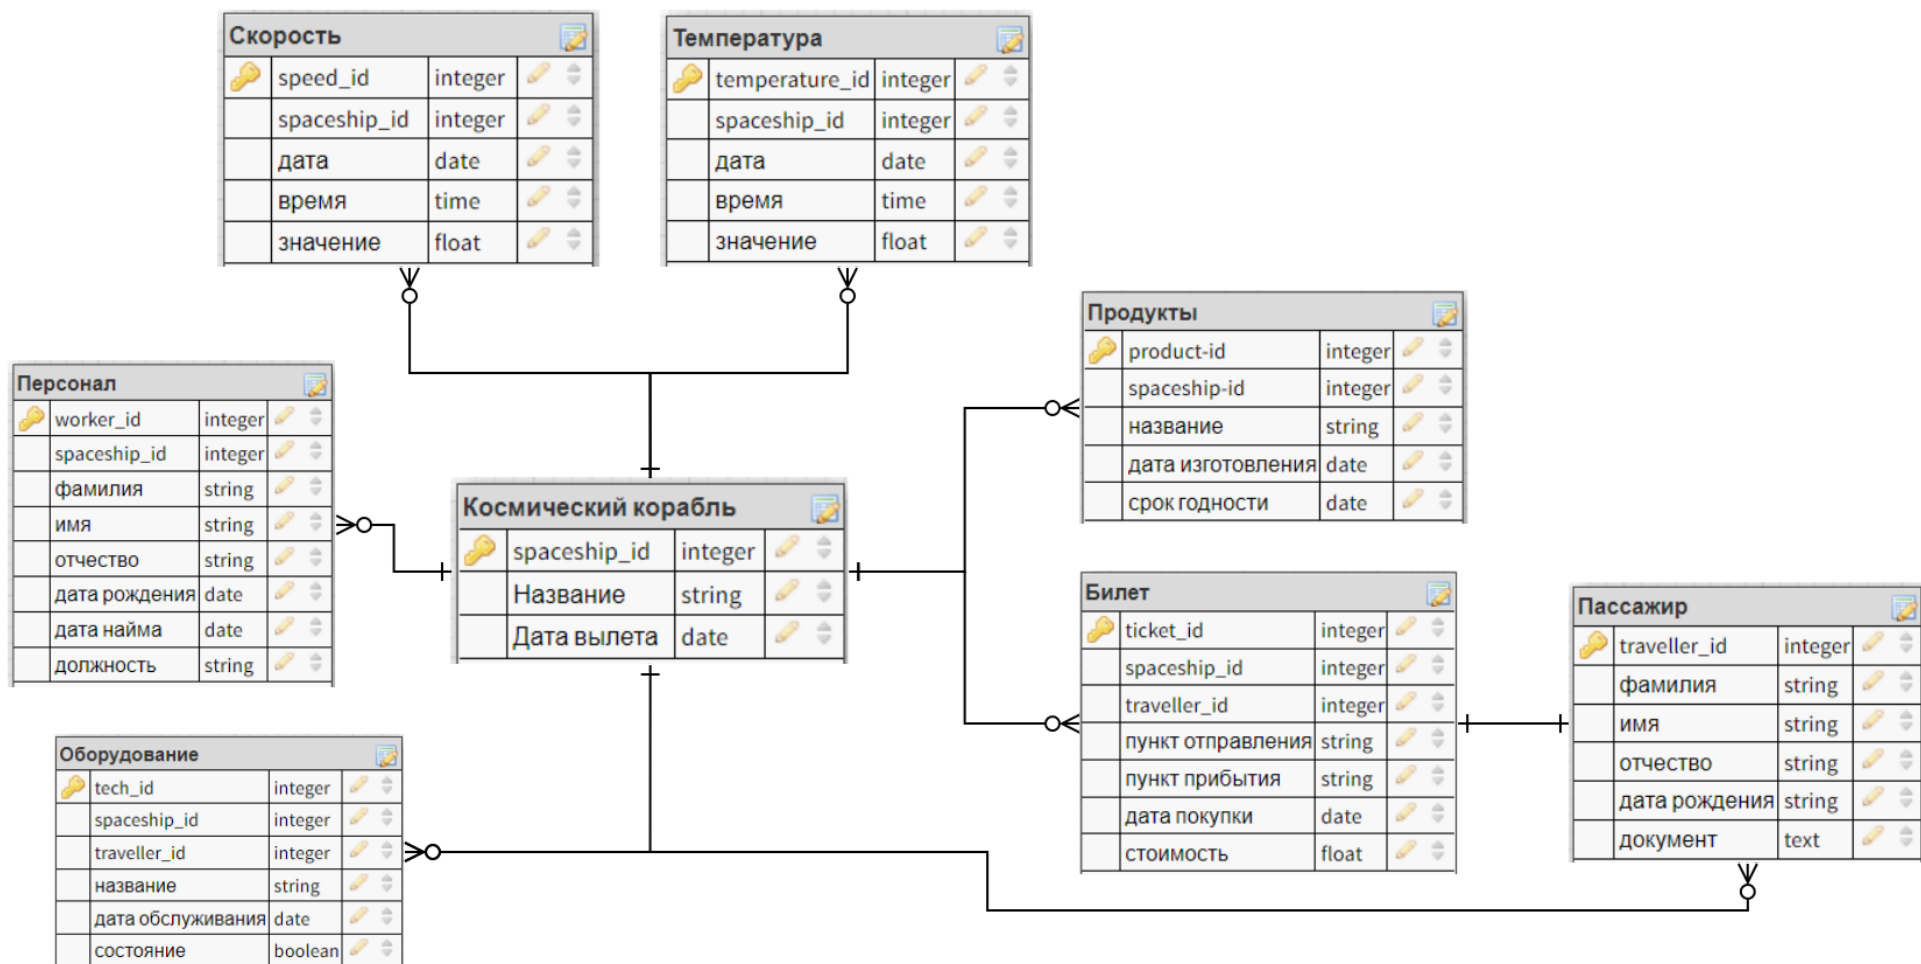 Скорость
speed_id integer
spaceship_id integer
дата date
время time
значение float
Температура
temperature_id integer
spaceship_id integer
дата date
время time
значение float
Продукты
product-id integer
spaceship-id integer
название string
дата изготовления date
срок годности date
Персонал
worker_id integer
spaceship_id integer
фамилия string
имя string
отчество string
дата рождения date
дата найма date
должность string
Космический корабль
spaceship_id integer
Название string
Дата вылета date
Билет
ticket_id integer
spaceship_id integer
traveller_id integer
пункт отправления string
пункт прибытия string
дата покупки date
стоимость float
Пассажир
traveller_id integer
фамилия string
имя string
отчество string
дата рождения string
документ text
Оборудование
tech_id integer
spaceship_id integer
traveller_id integer
название string
дата обслуживания date
состояние boolean